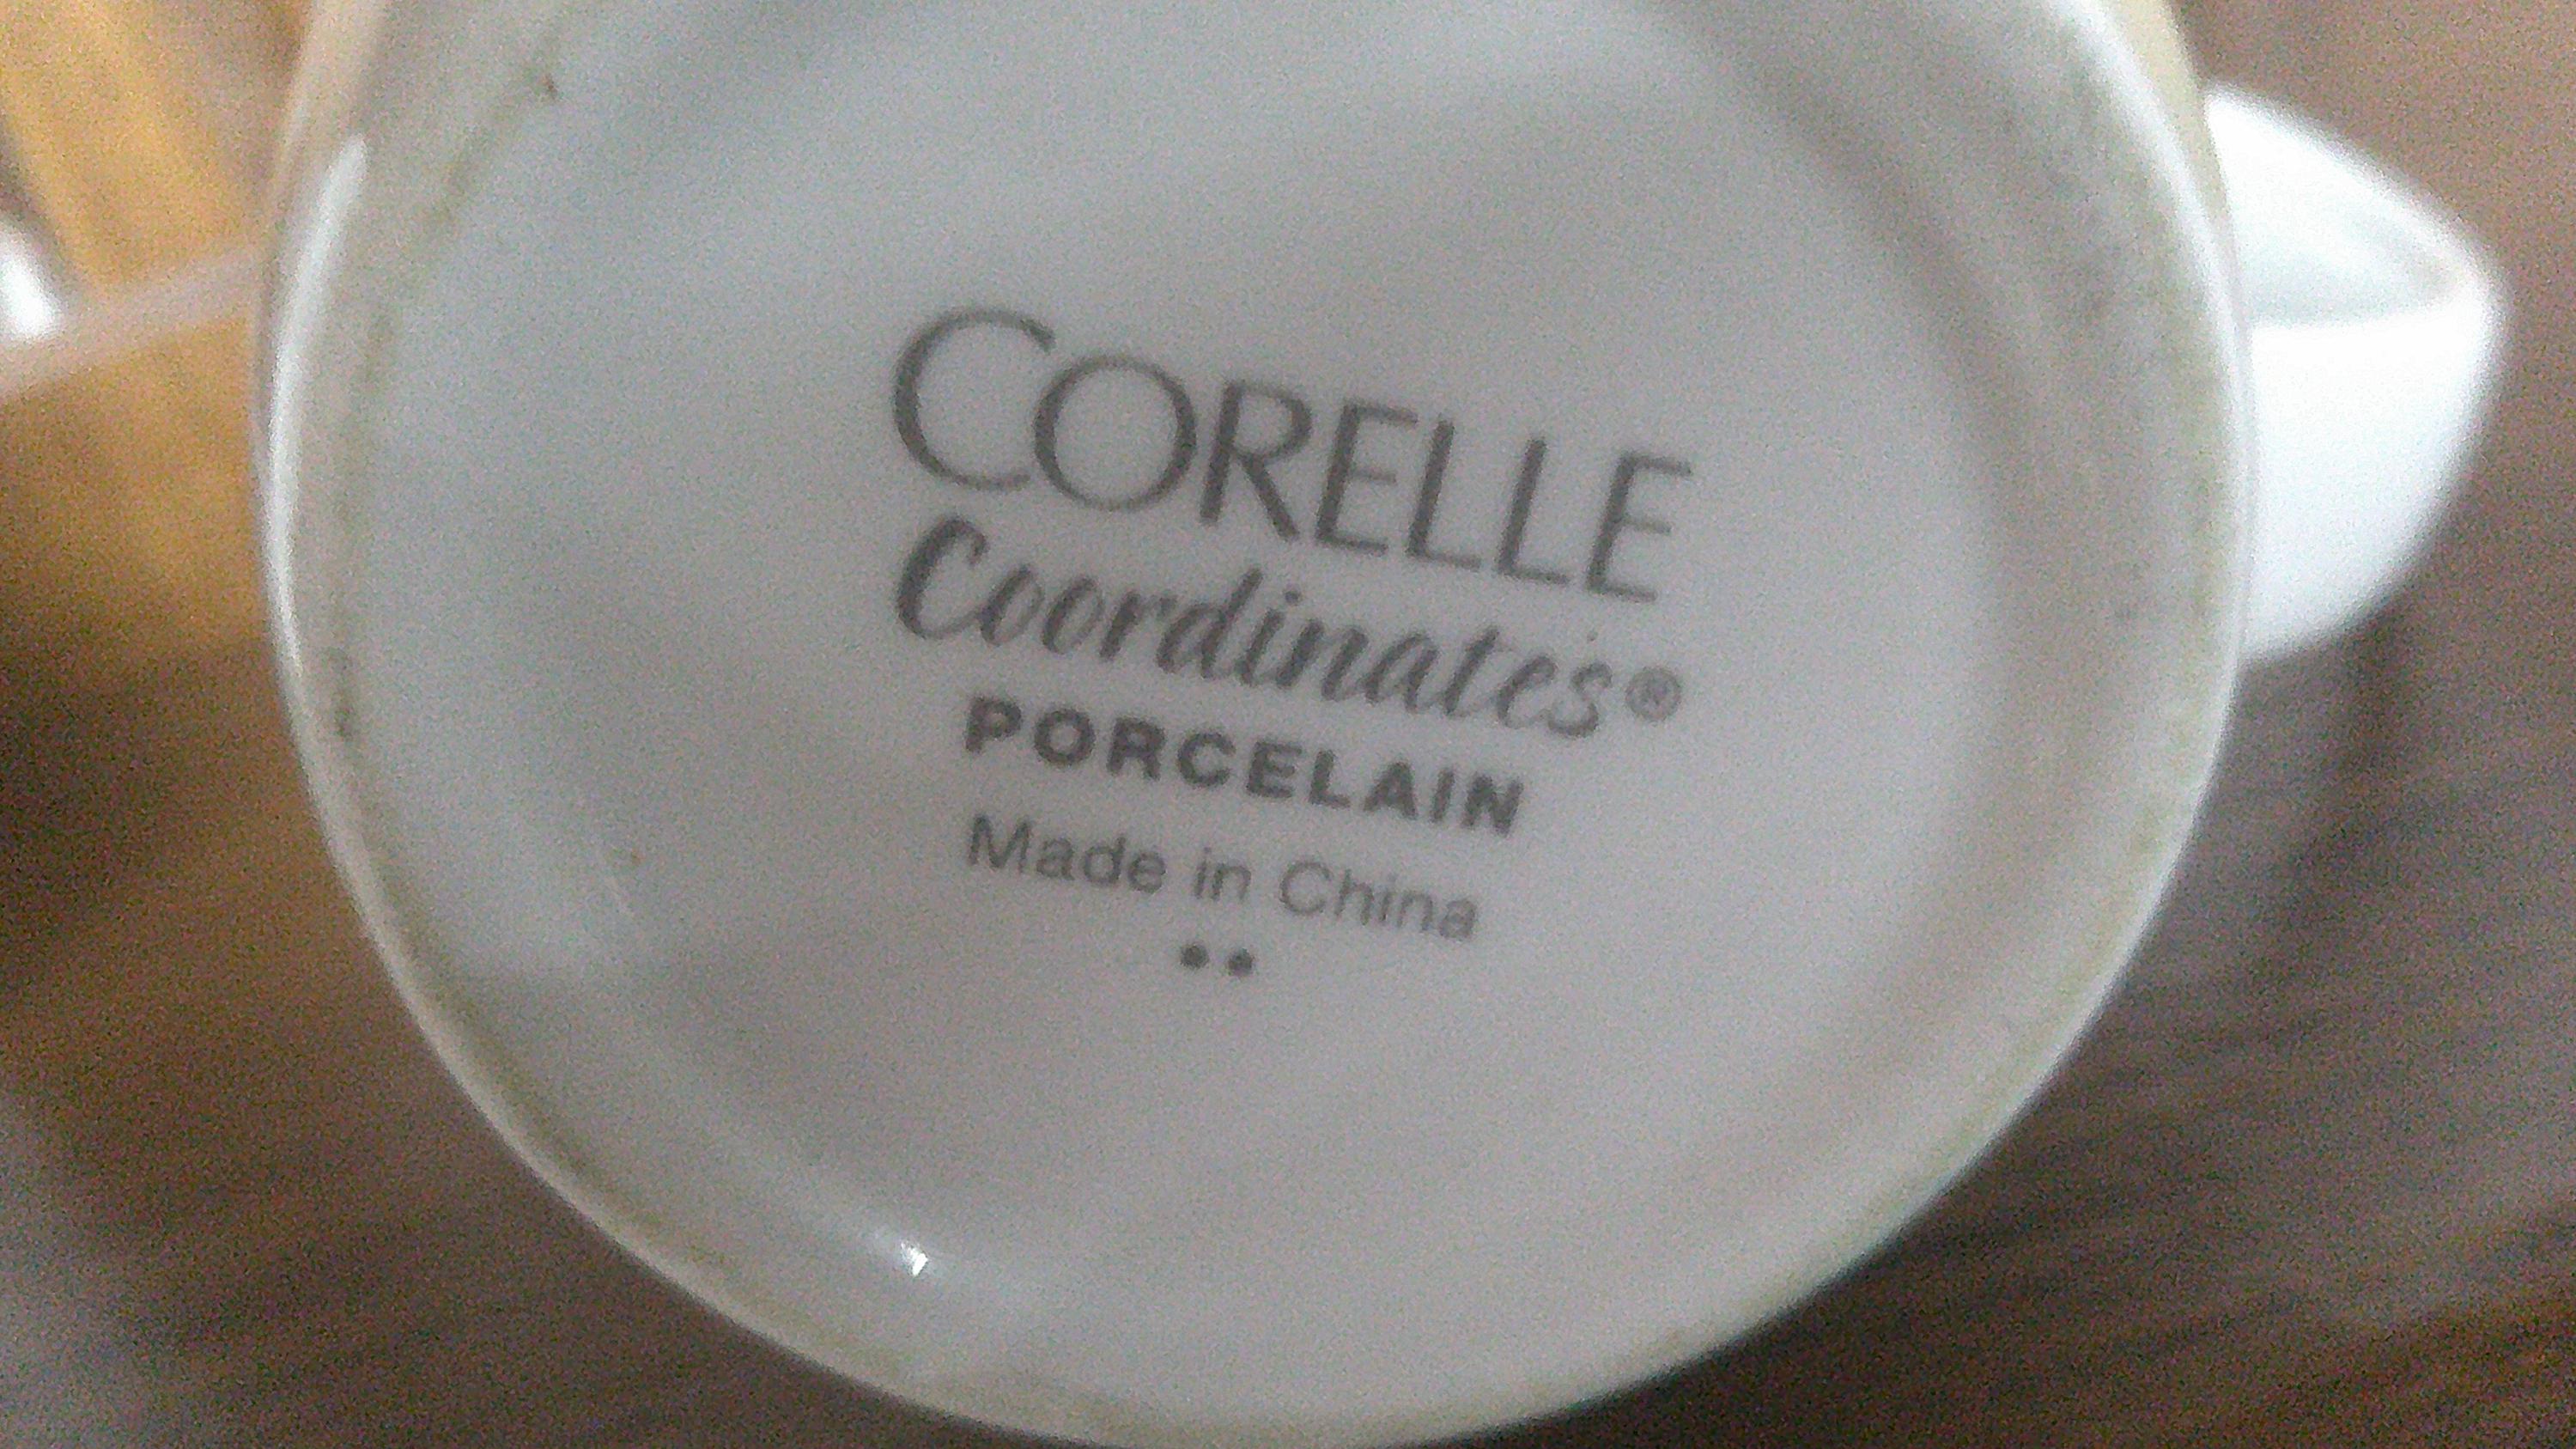 CORELLE
Coordinates®
PORCELAIN
Made in China
••